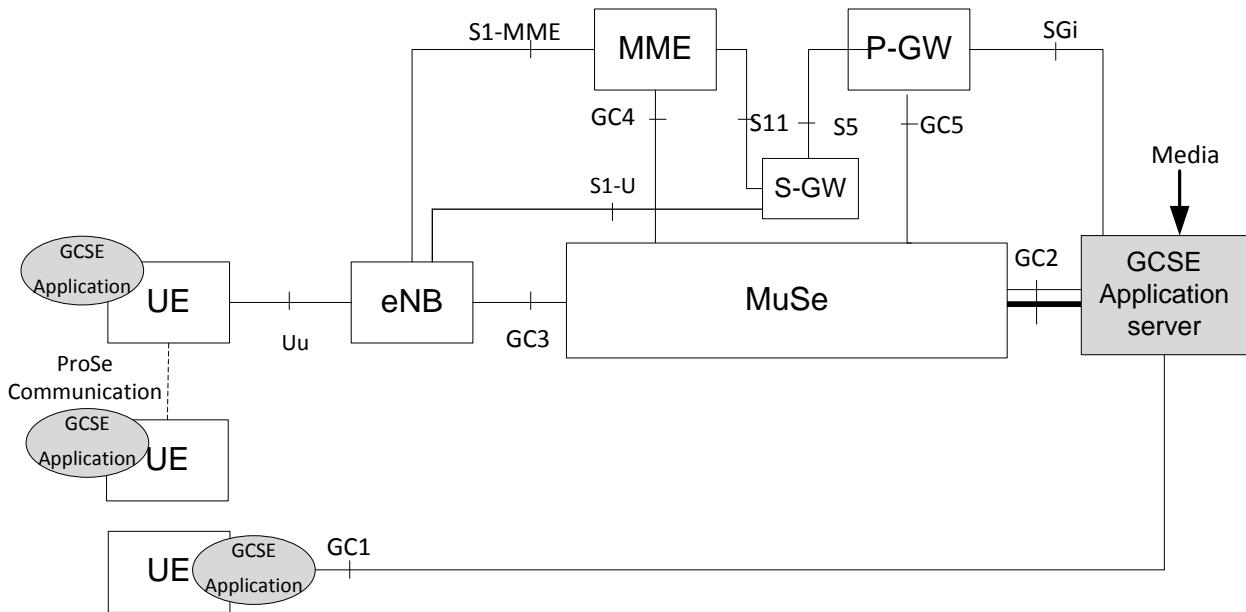 S1-MME
MME
P-GW
SGi
GC4
S11
S5
GC5
Media
S1-U
S-GW
GCSE
Application
UE
eNB
MuSe
GC2
GCSE
Application
server
Uu
GC3
ProSe
Communication
GCSE
Application
UE
UE
GCSE
Application
GC1